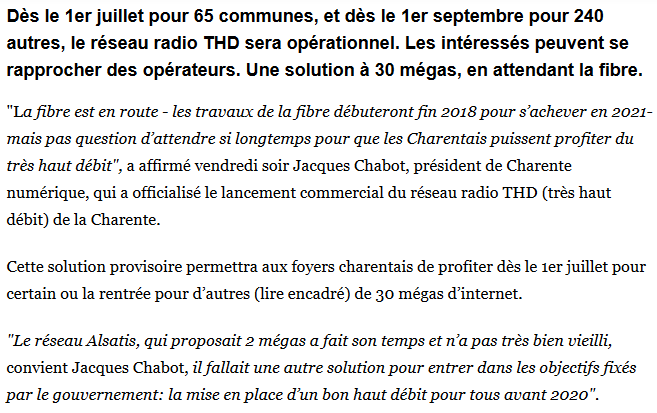 Dès le 1er juillet pour 65 communes, et dès le 1er septembre pour 240
autres, le réseau radio THD sera opérationnel. Les intéressés peuvent se
rapprocher des opérateurs. Une solution à 30 mégas, en attendant la fibre.
"La fibre est en route - les travaux de la fibre débuteront fin 2018 pour s’achever en 2021-
mais pas question d’attendre si longtemps pour que les Charentais puissent profiter du
très haut débit", a affirmé vendredi soir Jacques Chabot, président de Charente
numérique, qui a officialisé le lancement commercial du réseau radio THD (très haut
débit) de la Charente.
Cette solution provisoire permettra aux foyers charentais de profiter dès le 1er juillet pour
certain ou la rentrée pour d’autres (lire encadré) de 30 mégas d’internet.
"Le réseau Alsatis, qui proposait 2 mégas a fait son temps et n’a pas très bien vieilli,
convient Jacques Chabot, il fallait une autre solution pour entrer dans les objectifs fixés
par le gouvernement: la mise en place d’un bon haut débit pour tous avant 2020".